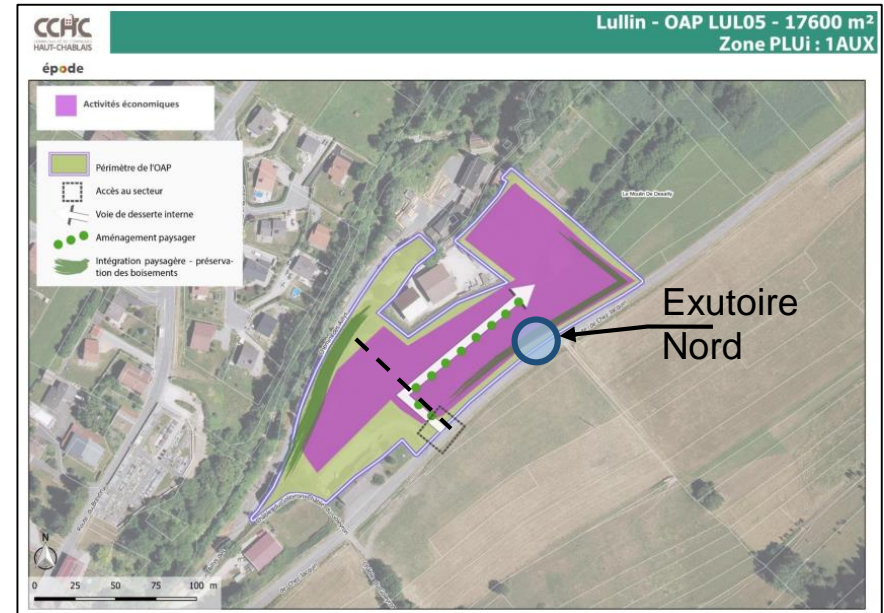 CCHC
HAUT-CHABLAIS
épode
Lullin - OAP LUL05 - 17600 m²
Zone PLUi : 1AUX
Activités économiques
Périmètre de l'OAP
Accès au secteur
Voie de desserte interne
Aménagement paysager
Intégration paysagère - préserva-
tion des boisements
Le Moulin De Dessailly
Exutoire
Nord
N
0 25 50 75 100 m